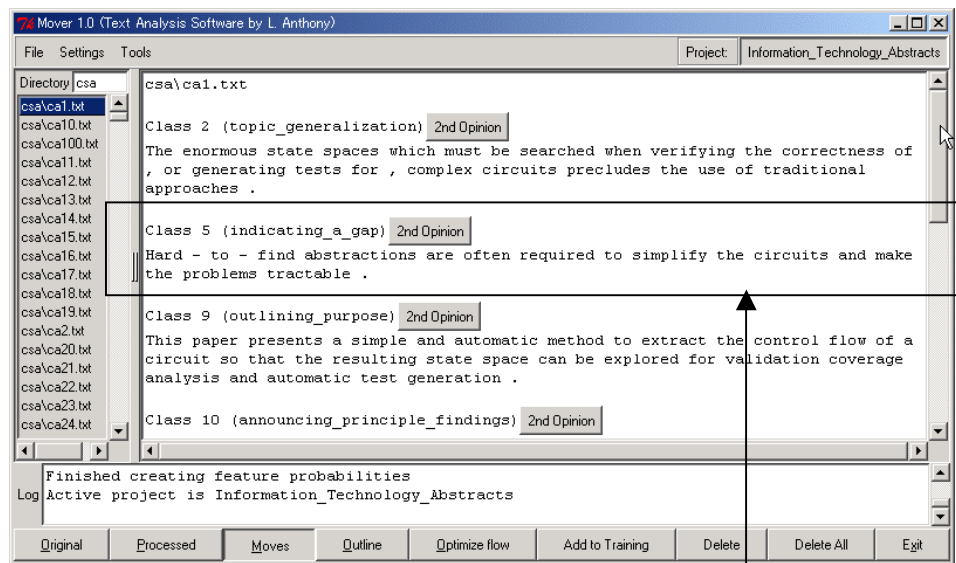 Mover 1.0 (Text Analysis Software by L. Anthony)
File Settings Tools Project: Information_Technology_Abstracts
Directory csa
csa\ca1.txt
csa\ca10.txt
csa\ca100.txt
csa\ca11.txt
csa\ca12.txt
csa\ca13.txt
csa\ca14.txt
csa\ca15.txt
csa\ca16.txt
csa\ca17.txt
csa\ca18.txt
csa\ca19.txt
csa\ca2.txt
csa\ca20.txt
csa\ca21.txt
csa\ca22.txt
csa\ca23.txt
csa\ca24.txt
csa\ca1.txt
Class 2 (topic_generalization) 2nd Opinion
The enormous state spaces which must be searched when verifying the correctness of
, or generating tests for , complex circuits precludes the use of traditional
approaches .
Class 5 (indicating_a_gap) 2nd Opinion
Hard - to - find abstractions are often required to simplify the circuits and make
the problems tractable .
Class 9 (outlining_purpose) 2nd Opinion
This paper presents a simple and automatic method to extract the control flow of a
circuit so that the resulting state space can be explored for validation coverage
analysis and automatic test generation .
Class 10 (announcing_principle_findings) 2nd Opinion
Log
Finished creating feature probabilities
Active project is Information_Technology_Abstracts
Original Processed Moves Outline Optimize flow Add to Training Delete Delete All Exit